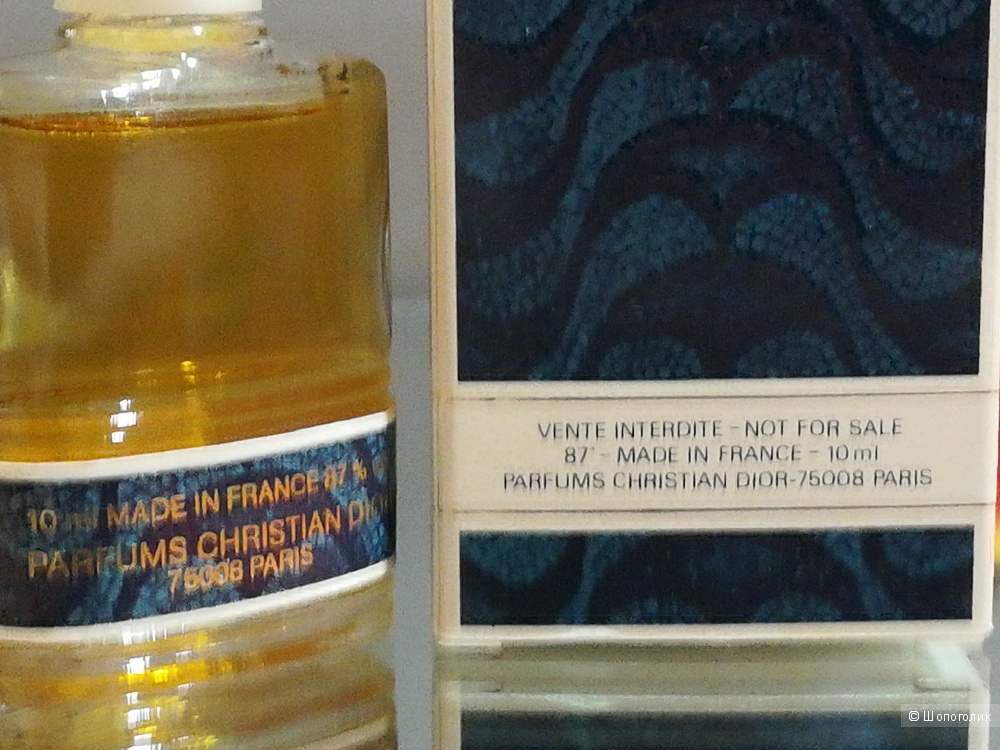 10 ml MADE IN FRANCE 87 %
PARFUMS CHRISTIAN DIOR
75008 PARIS
VENTE INTERDITE - NOT FOR SALE
87° - MADE IN FRANCE - 10 ml
PARFUMS CHRISTIAN DIOR-75008 PARIS
© Шопоголик